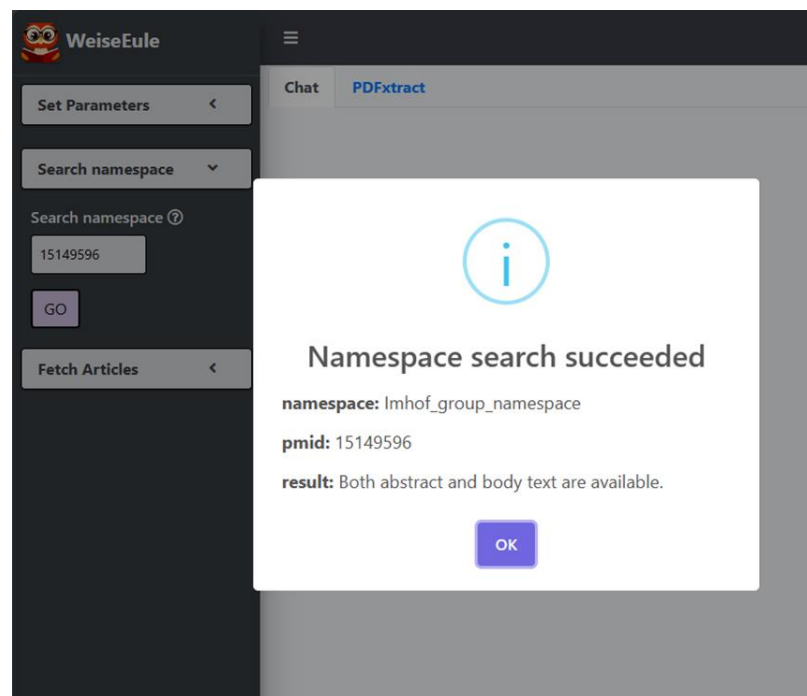 WeiseEule
Set Parameters
Search namespace
Search namespace
15149596
GO
Fetch Articles
Chat PDFxtract
Namespace search succeeded
namespace: Imhof_group_namespace
pmid: 15149596
result: Both abstract and body text are available.
OK